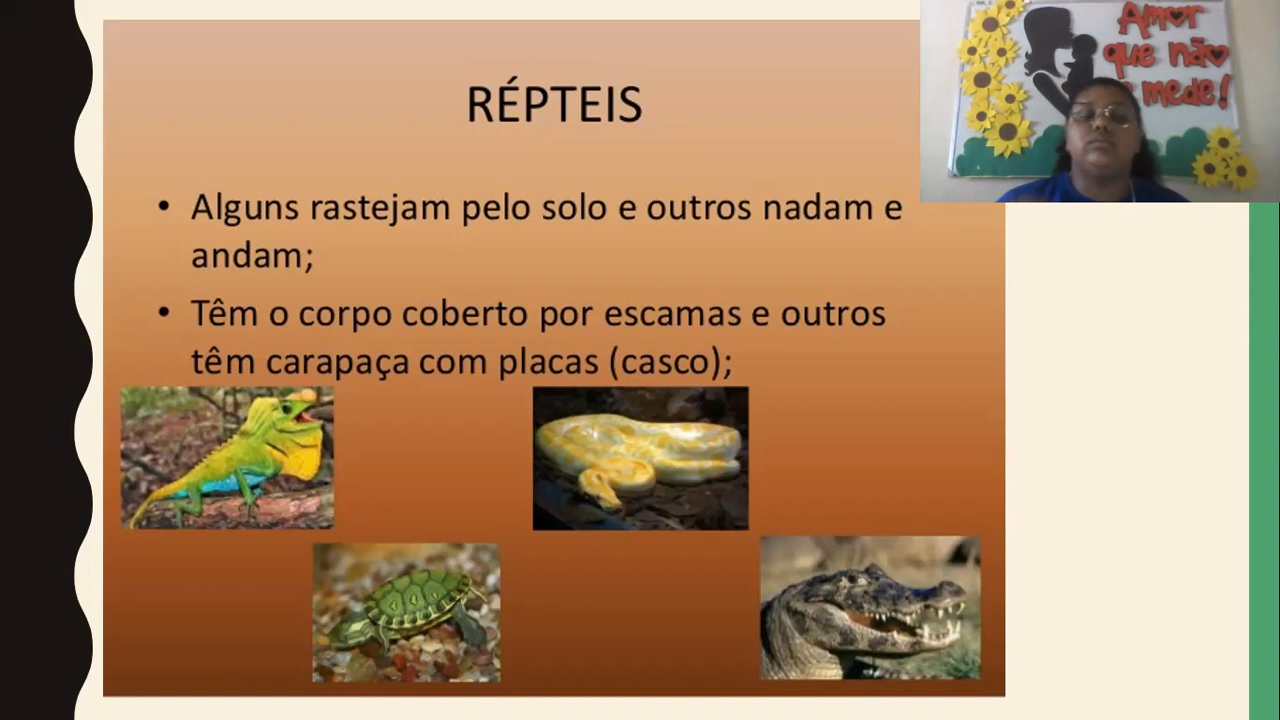 RÉPTEIS
• Alguns rastejam pelo solo e outros nadam e
andam;
• Têm o corpo coberto por escamas e outros
têm carapaça com placas (casco);
Amor
que não
mede!